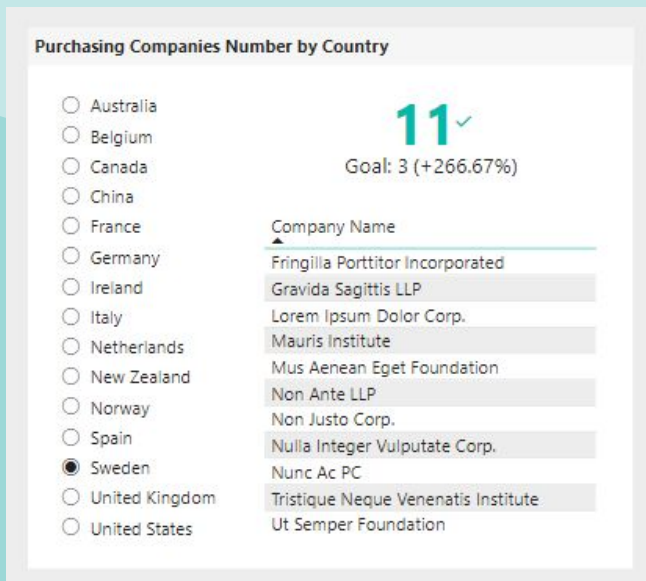 Purchasing Companies Number by Country
Australia
Belgium
Canada
China
France
Germany
Ireland
Italy
Netherlands
New Zealand
Norway
Spain
Sweden
United Kingdom
United States
11
Goal: 3 (+266.67%)
Company Name
Fringilla Porttitor Incorporated
Gravida Sagittis LLP
Lorem Ipsum Dolor Corp.
Mauris Institute
Mus Aenean Eget Foundation
Non Ante LLP
Non Justo Corp.
Nulla Integer Vulputate Corp.
Nunc Ac PC
Tristique Neque Venenatis Institute
Ut Semper Foundation